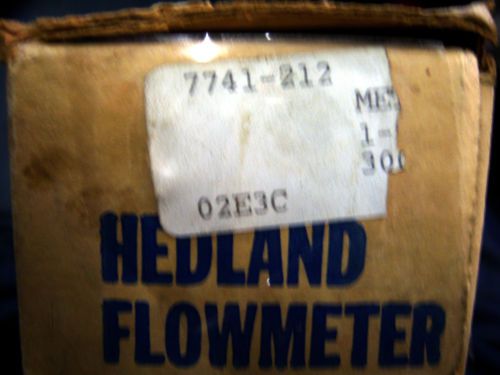 7741-212
02E3C
HEDLAND
FLOWMETER